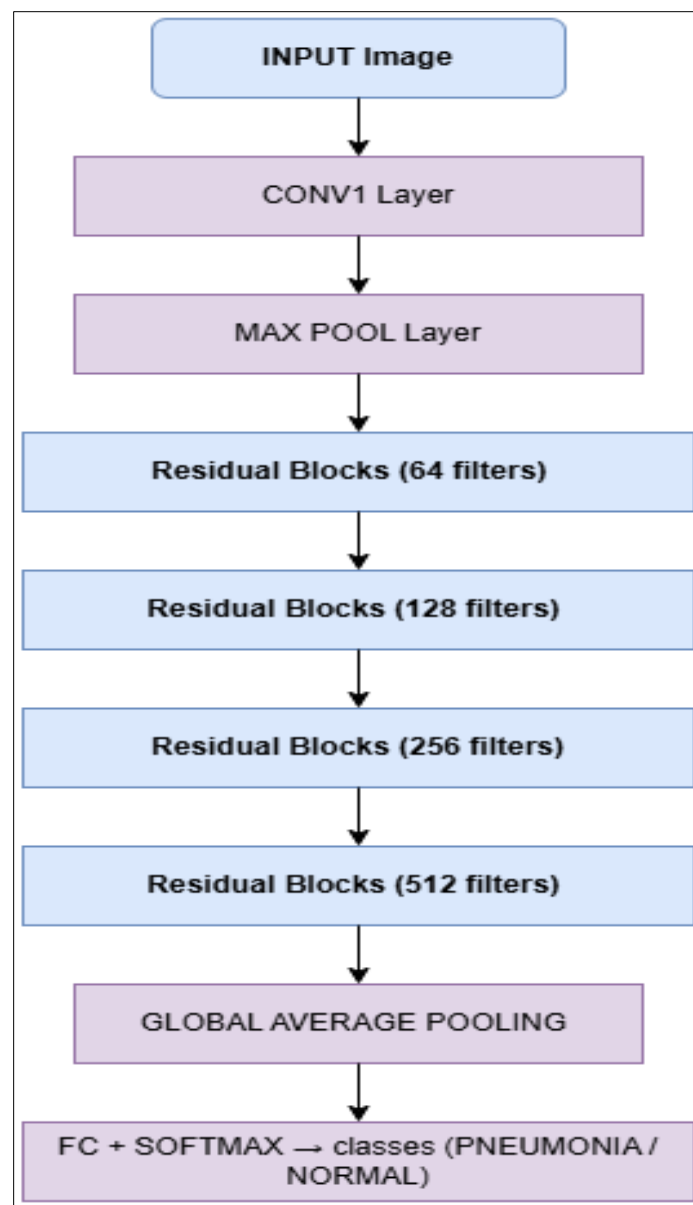 INPUT Image
CONV1 Layer
MAX POOL Layer
Residual Blocks (64 filters)
Residual Blocks (128 filters)
Residual Blocks (256 filters)
Residual Blocks (512 filters)
GLOBAL AVERAGE POOLING
FC + SOFTMAX → classes (PNEUMONIA /
NORMAL)